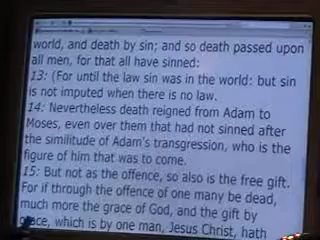 world, and death by sin; and so death passed upon
all men, for that all have sinned:
13: (For until the law sin was in the world: but sin
is not imputed when there is no law.
14: Nevertheless death reigned from Adam to
Moses, even over them that had not sinned after
the similitude of Adam's transgression, who is the
figure of him that was to come.
15: But not as the offence, so also is the free gift.
For if through the offence of one many be dead,
much more the grace of God, and the gift by
grace, which is by one man, Jesus Christ, hath